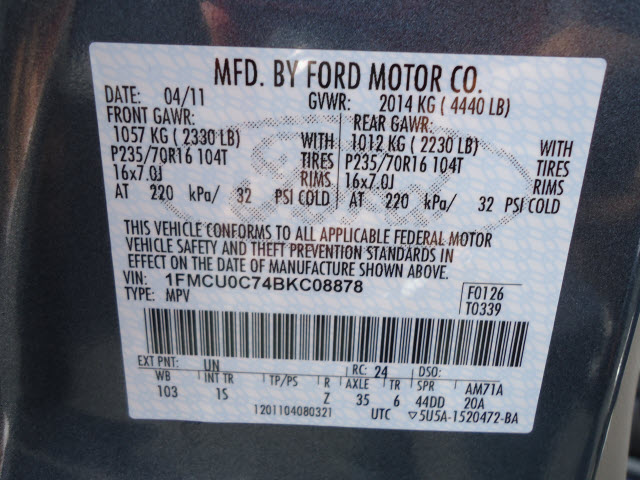 MFD. BY FORD MOTOR CO.
DATE: 04/11 GVWR: 2014 KG (4440 LB)
FRONT GAWR: REAR GAWR:
1057 KG (2330 LB) WITH 1012 KG (2230 LB) WITH
P235/70R16 104T TIRES P235/70R16 104T TIRES
16x7.0J RIMS 16x7.0J RIMS
AT 220 kPa/ 32 PSI COLD AT 220 kPa/ 32 PSI COLD
THIS VEHICLE CONFORMS TO ALL APPLICABLE FEDERAL MOTOR
VEHICLE SAFETY AND THEFT PREVENTION STANDARDS IN
EFFECT ON THE DATE OF MANUFACTURE SHOWN ABOVE.
VIN: 1FMCU0C74BKC08878 F0126
TYPE: MPV T0339
EXT PNT: UN RC: 24 DSO:
WB INT TR TP/PS R AXLE TR SPR AM71A
103 1S Z 35 6 44DD 20A
1201104080321 UTC ▽5U5A-1520472-BA